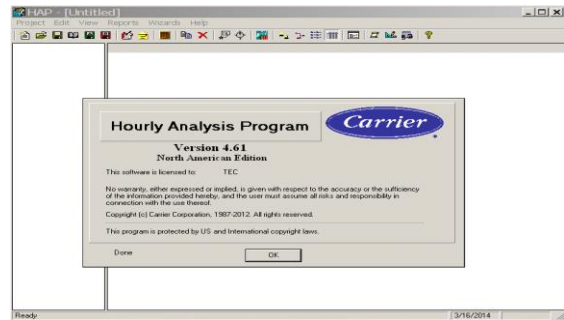 HAP - [Untitled]
Project Edit View Reports Wizards Help
Hourly Analysis Program
Carrier
Version 4.61
North American Edition
This software is licensed to: TEC
No warranty, either expressed or implied, is given with respect to the accuracy or the sufficiency
of the information provided hereby, and the user must assume all risks and responsibility in
connection with the use thereof.
Copyright (c) Carrier Corporation, 1987-2012. All rights reserved.
This program is protected by US and International copyright laws.
Done
OK
Ready
3/16/2014